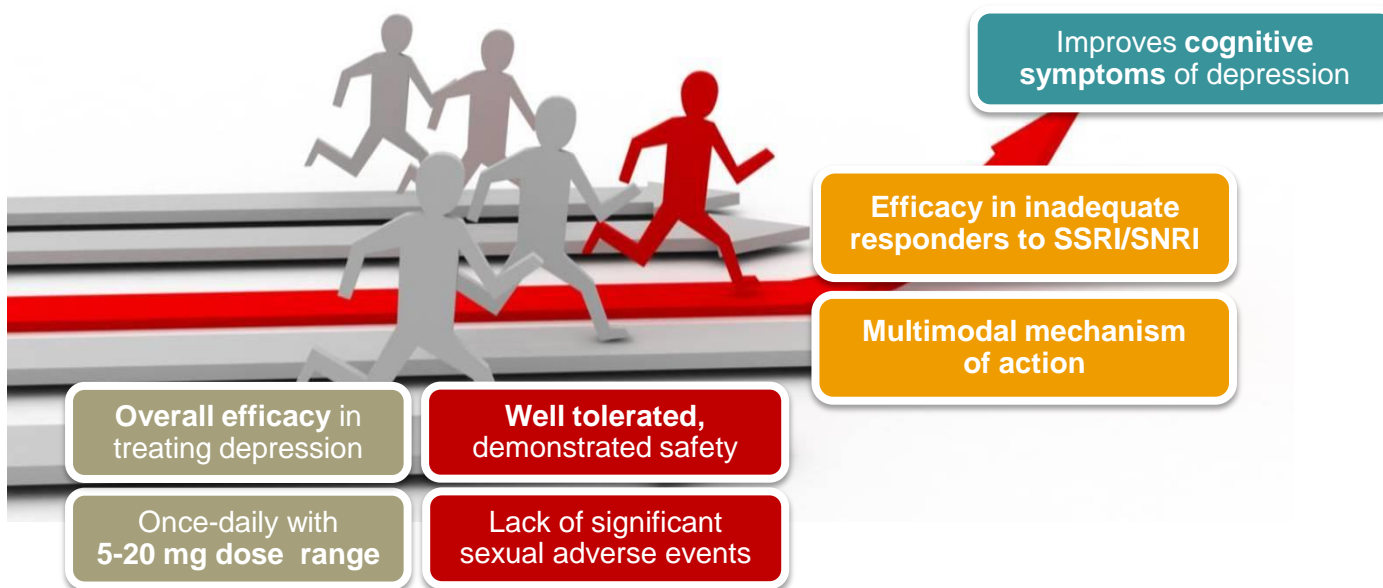 Improves cognitive
symptoms of depression
Efficacy in inadequate
responders to SSRI/SNRI
Multimodal mechanism
of action
Overall efficacy in
treating depression
Well tolerated,
demonstrated safety
Once-daily with
5-20 mg dose range
Lack of significant
sexual adverse events